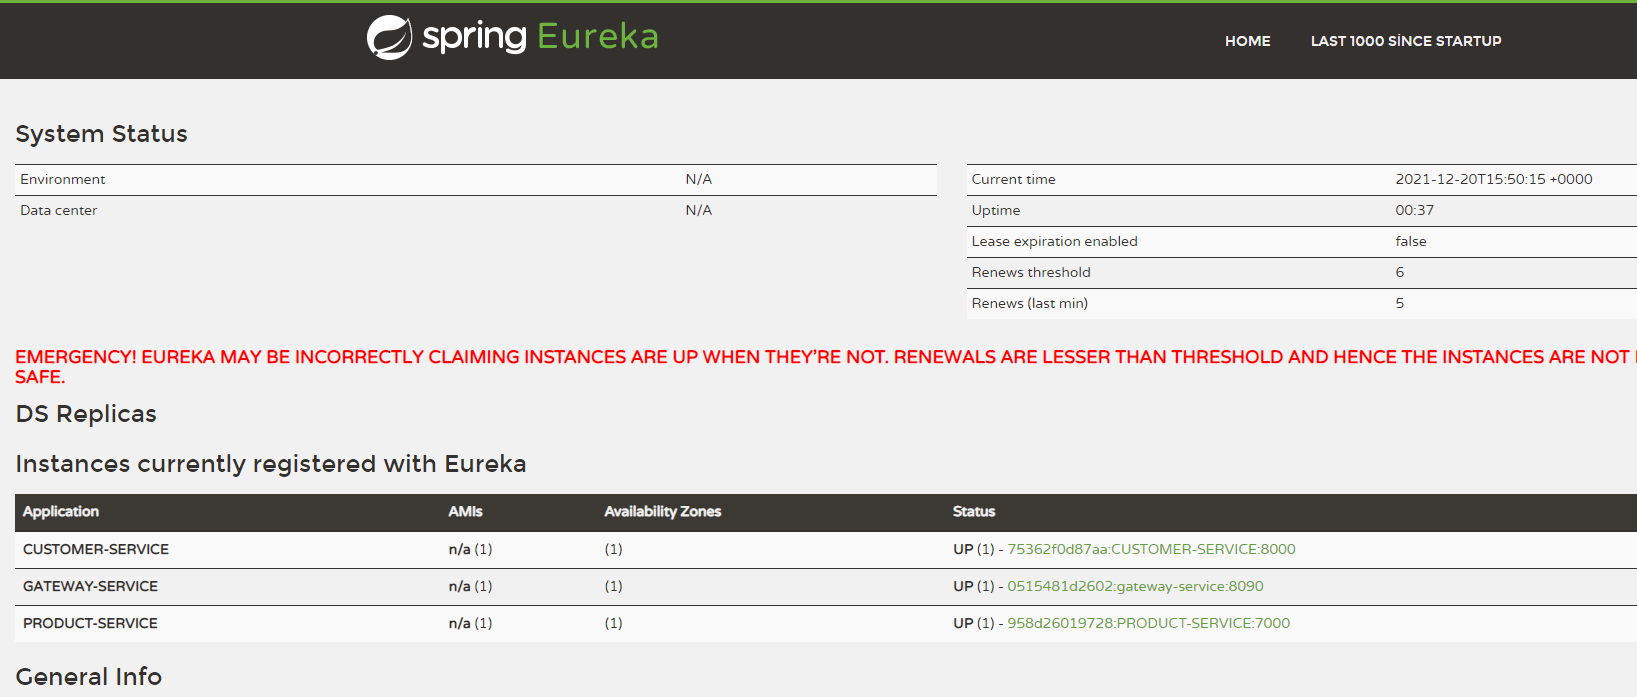 spring Eureka
HOME LAST 1000 SİNCE STARTUP
System Status
Environment N/A
Data center N/A
Current time 2021-12-20T15:50:15 +0000
Uptime 00:37
Lease expiration enabled false
Renews threshold 6
Renews (last min) 5
EMERGENCY! EUREKA MAY BE INCORRECTLY CLAIMING INSTANCES ARE UP WHEN THEY'RE NOT. RENEWALS ARE LESSER THAN THRESHOLD AND HENCE THE INSTANCES ARE NOT
SAFE.
DS Replicas
Instances currently registered with Eureka
Application AMIs Availability Zones Status
CUSTOMER-SERVICE n/a (1) (1) UP (1) - 75362f0d87aa:CUSTOMER-SERVICE:8000
GATEWAY-SERVICE n/a (1) (1) UP (1) - 0515481d2602:gateway-service:8090
PRODUCT-SERVICE n/a (1) (1) UP (1) - 958d26019728:PRODUCT-SERVICE:7000
General Info